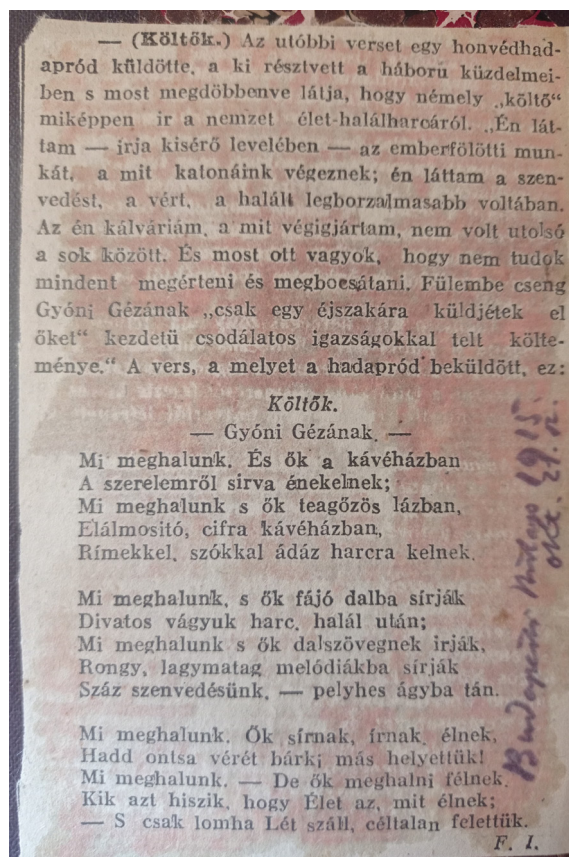 — (Költők.) Az utóbbi verset egy honvédhad-
apród küldötte, a ki résztvett a háboru küzdelmei-
ben s most megdöbbenve látja, hogy némely „költő“
miképpen ir a nemzet élet-halálharcáról. „Én lát-
tam — irja kisérő levelében — az emberfölötti mun-
kát, a mit katonáink végeznek; én láttam a szen-
vedést, a vért, a halált legborzalmasabb voltában.
Az én kálváriám, a mit végigjártam, nem volt utolsó
a sok között. És most ott vagyok, hogy nem tudok
mindent megérteni és megbocsátani. Fülembe cseng
Gyóni Gézának „csak egy éjszakára küldjétek el
őket“ kezdetü csodálatos igazságokkal telt költe-
ménye.“ A vers, a melyet a hadapród beküldött, ez:
Költők.
— Gyóni Gézának. —
Mi meghalunk. És ők a kávéházban
A szerelemről sirva énekelnek;
Mi meghalunk s ők teagőzös lázban,
Elálmositó, cifra kávéházban,
Rímekkel, szókkal ádáz harcra kelnek.
Mi meghalunk, s ők fájó dalba sírják
Divatos vágyuk harc, halál után;
Mi meghalunk s ők dalszövegnek irják,
Rongy, lagymatag melódiákba sírják
Száz szenvedésünk, — pelyhes ágyba tán.
Mi meghalunk. Ők sírnak, írnak, élnek,
Hadd ontsa vérét bárki más helyettük!
Mi meghalunk. — De ők meghalni félnek.
Kik azt hiszik, hogy Élet az, mit élnek;
— S csak lomha Lét száll, céltalan felettük.
F. I.
Budapesti Hirlap 1915.
okt. 21. sz.